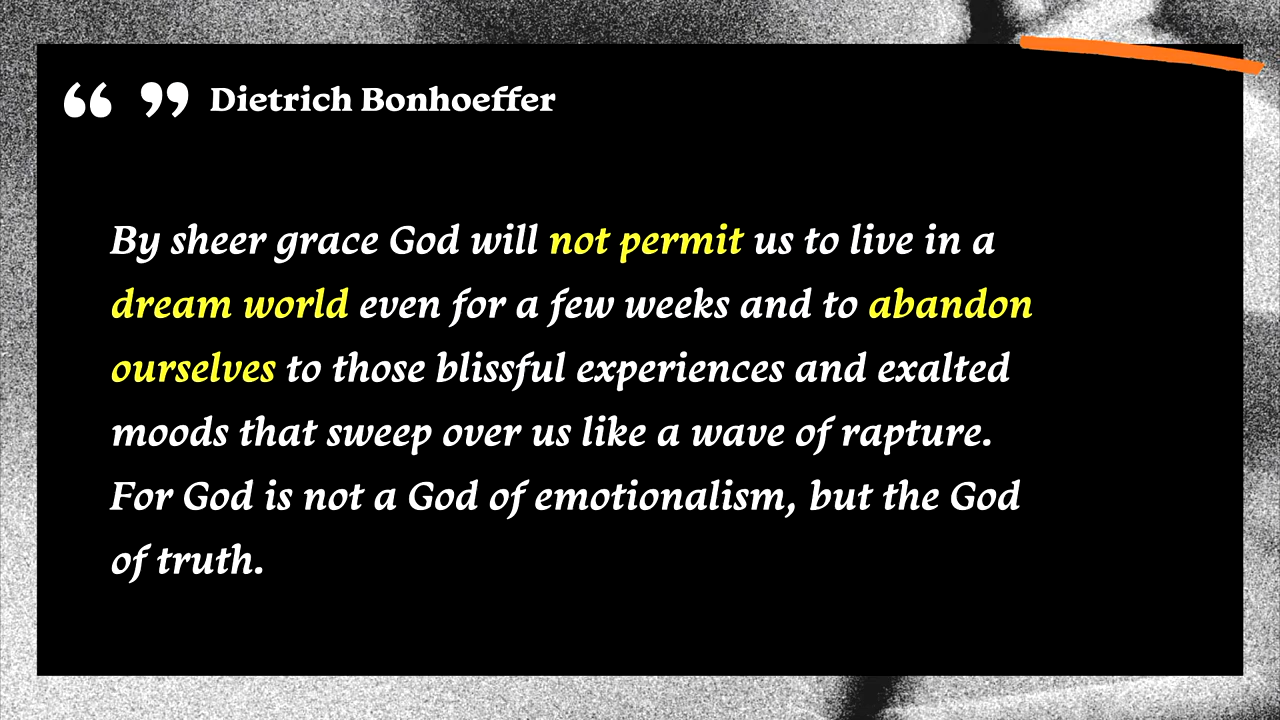 “ ” Dietrich Bonhoeffer
By sheer grace God will not permit us to live in a
dream world even for a few weeks and to abandon
ourselves to those blissful experiences and exalted
moods that sweep over us like a wave of rapture.
For God is not a God of emotionalism, but the God
of truth.